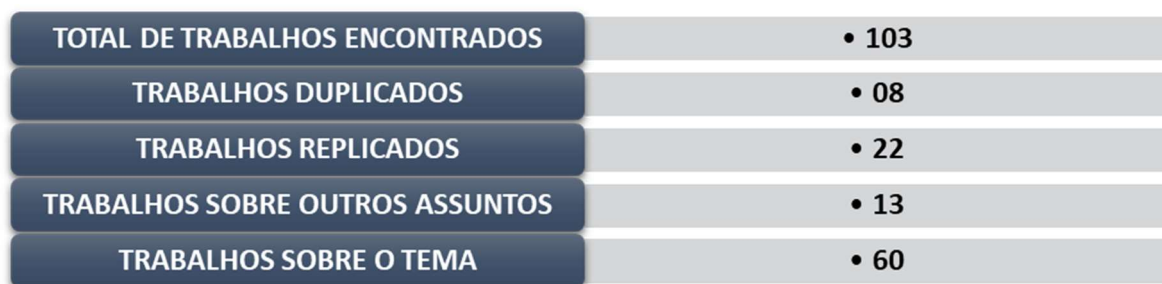 TOTAL DE TRABALHOS ENCONTRADOS • 103
TRABALHOS DUPLICADOS • 08
TRABALHOS REPLICADOS • 22
TRABALHOS SOBRE OUTROS ASSUNTOS • 13
TRABALHOS SOBRE O TEMA • 60